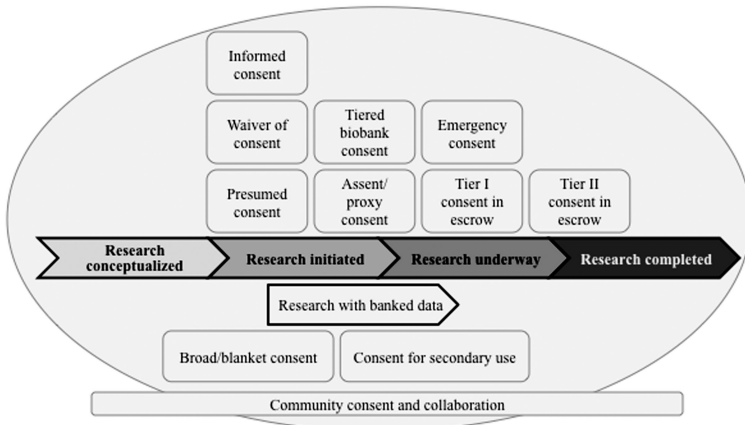 Informed
consent
Waiver of
consent
Tiered
biobank
consent
Emergency
consent
Presumed
consent
Assent/
proxy
consent
Tier I
consent in
escrow
Tier II
consent in
escrow
Research
conceptualized
Research initiated
Research underway
Research completed
Research with banked data
Broad/blanket consent
Consent for secondary use
Community consent and collaboration